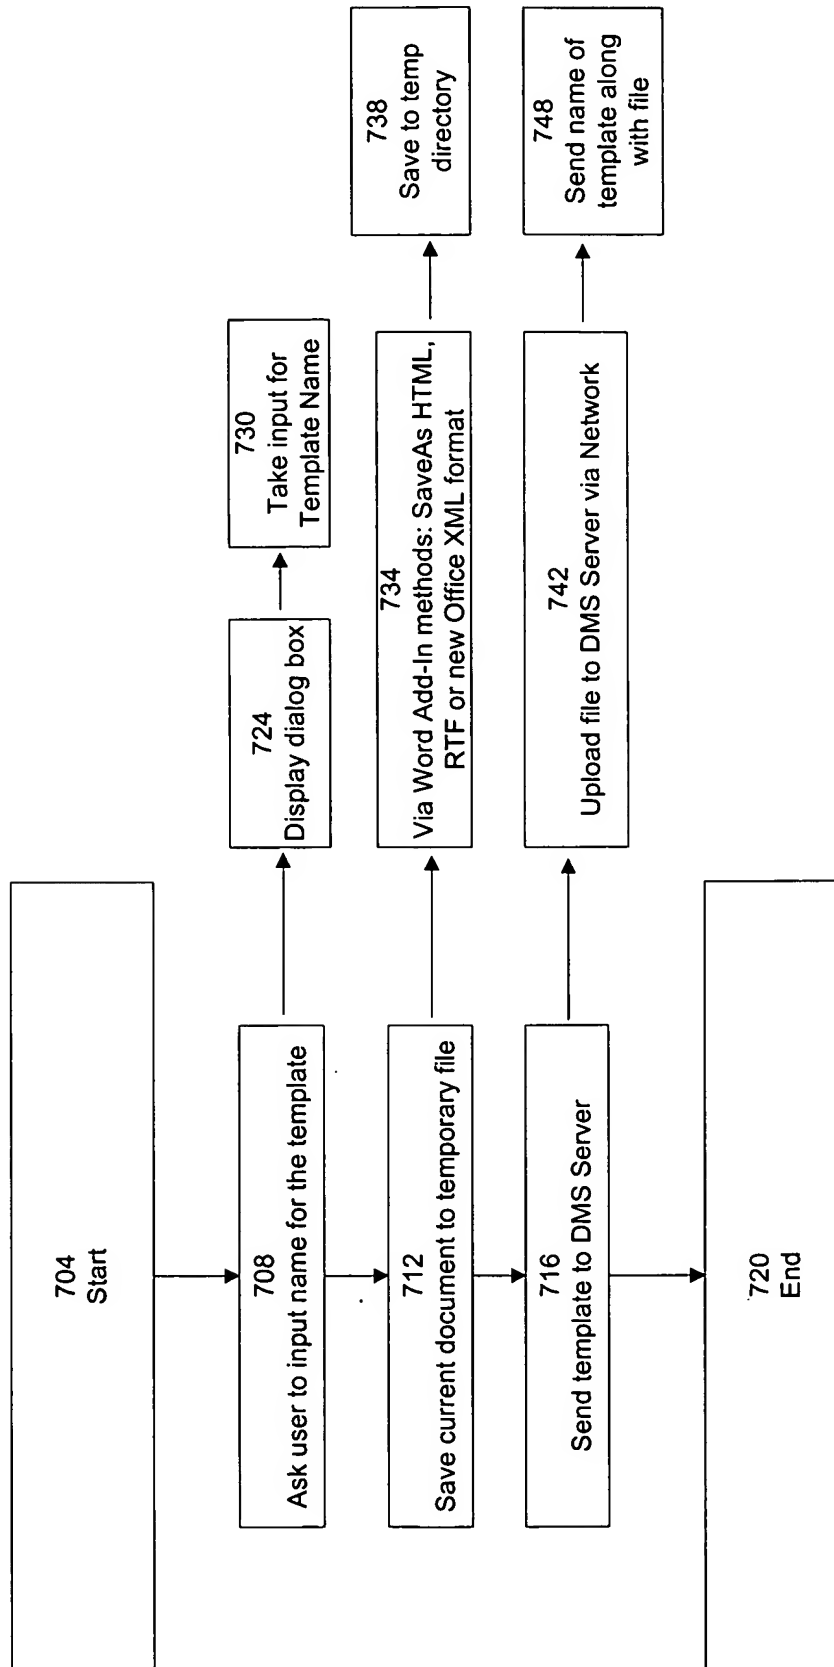 704
Start
708
Ask user to input name for the template
724
Display dialog box
730
Take input for
Template Name
712
Save current document to temporary file
734
Via Word Add-In methods: SaveAs HTML,
RTF or new Office XML format
738
Save to temp
directory
716
Send template to DMS Server
742
Upload file to DMS Server via Network
748
Send name of
template along
with file
720
End